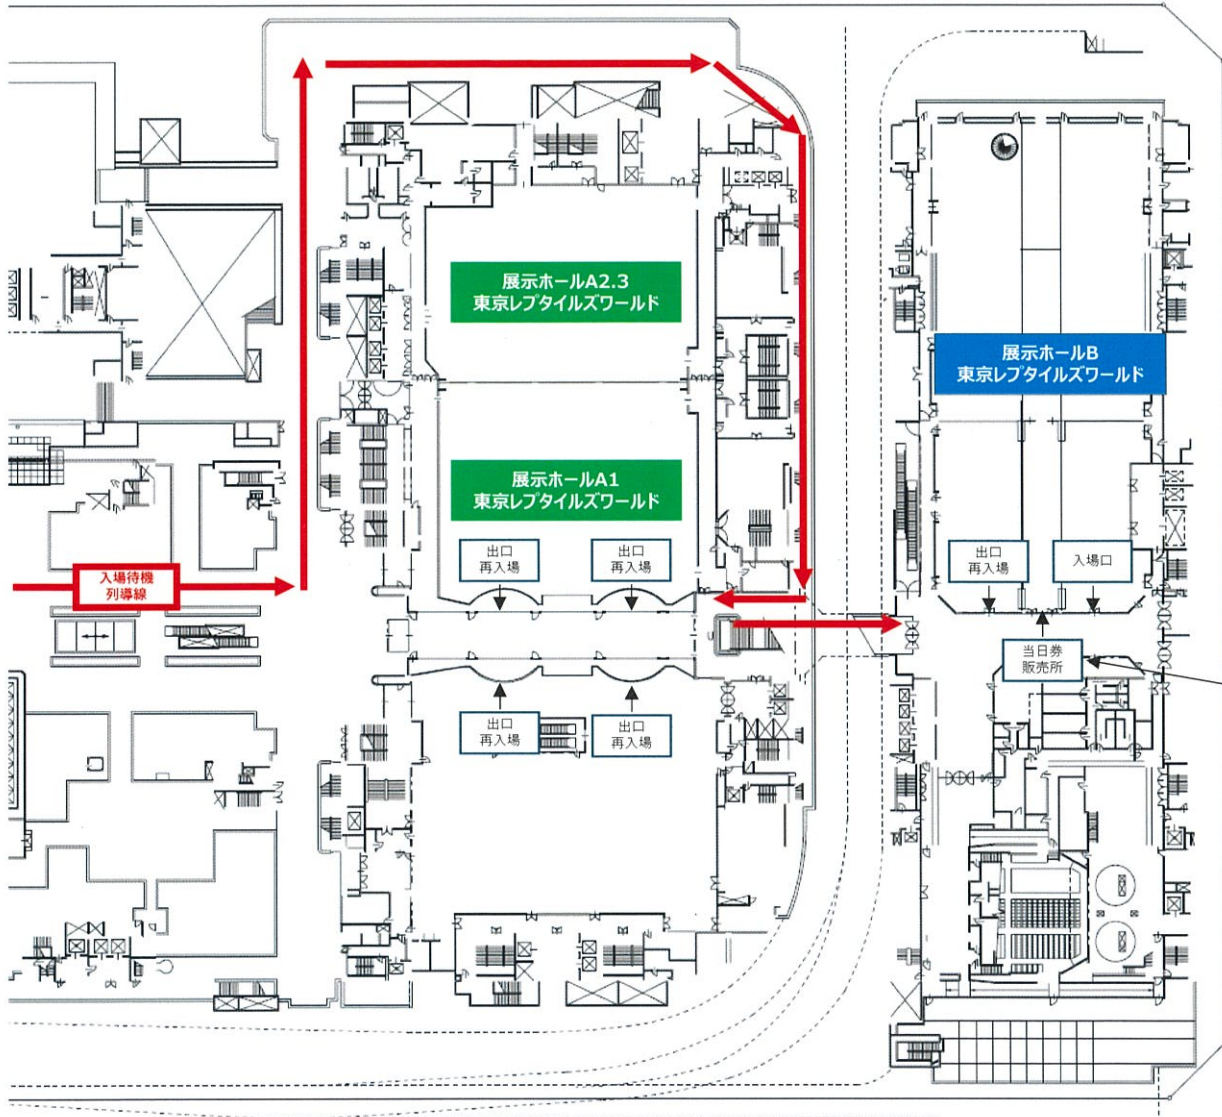 展示ホールA2.3
東京レプタイルズワールド
展示ホールB
東京レプタイルズワールド
展示ホールA1
東京レプタイルズワールド
出口
再入場
出口
再入場
出口
再入場
入場口
入場待機
列導線
当日券
販売所
出口
再入場
出口
再入場